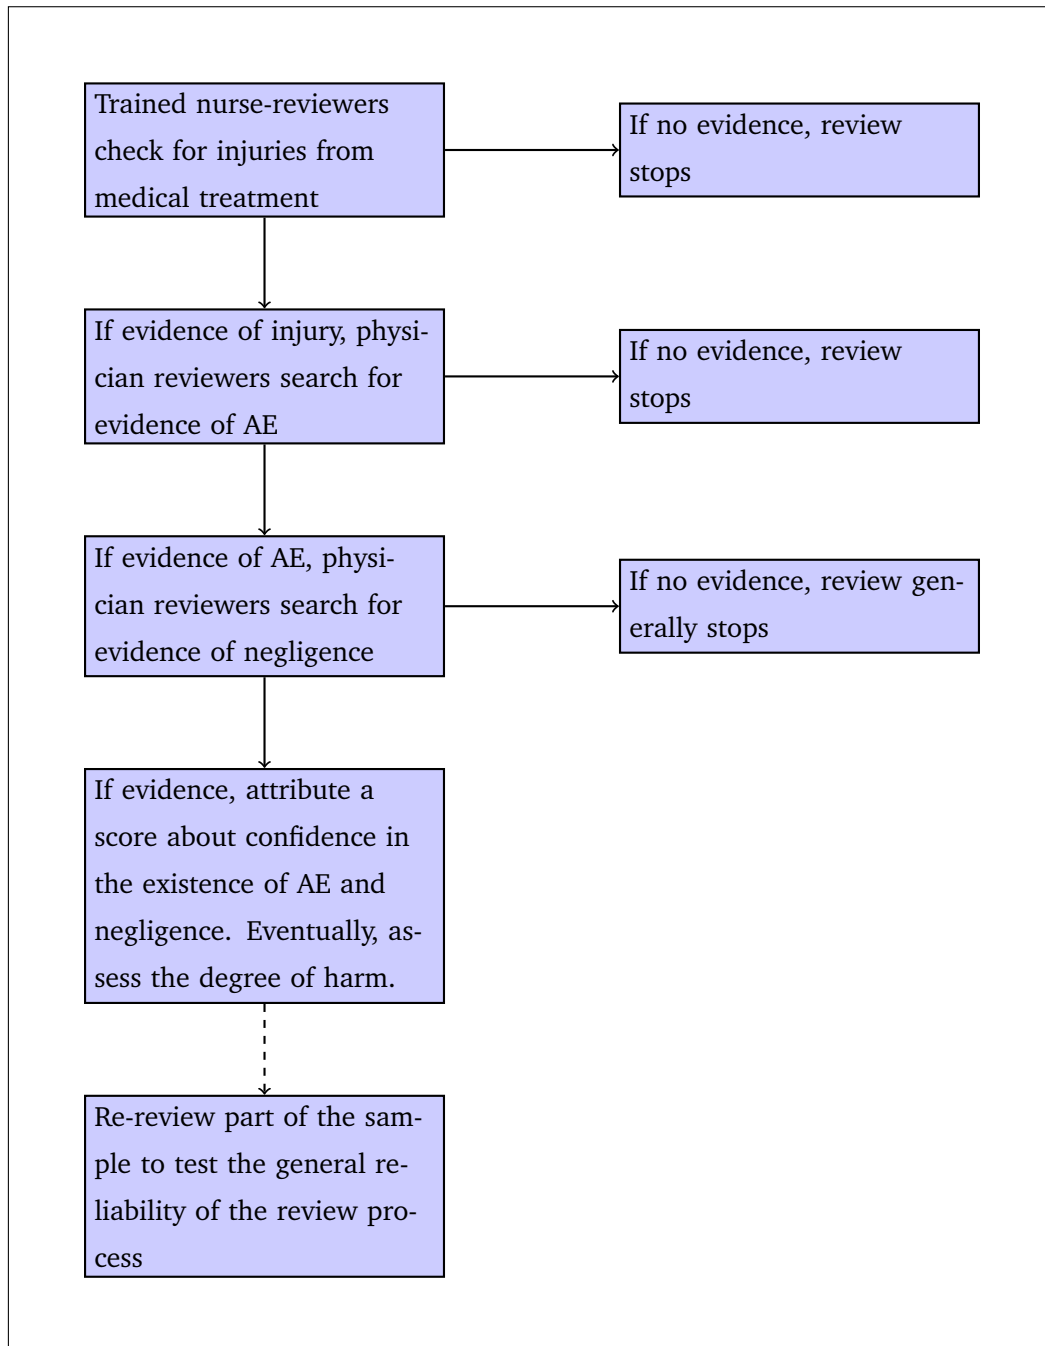 Trained nurse-reviewers
check for injuries from
medical treatment
If no evidence, review
stops
If evidence of injury, physi-
cian reviewers search for
evidence of AE
If no evidence, review
stops
If evidence of AE, physi-
cian reviewers search for
evidence of negligence
If no evidence, review gen-
erally stops
If evidence, attribute a
score about confidence in
the existence of AE and
negligence. Eventually, as-
sess the degree of harm.
Re-review part of the sam-
ple to test the general re-
liability of the review pro-
cess